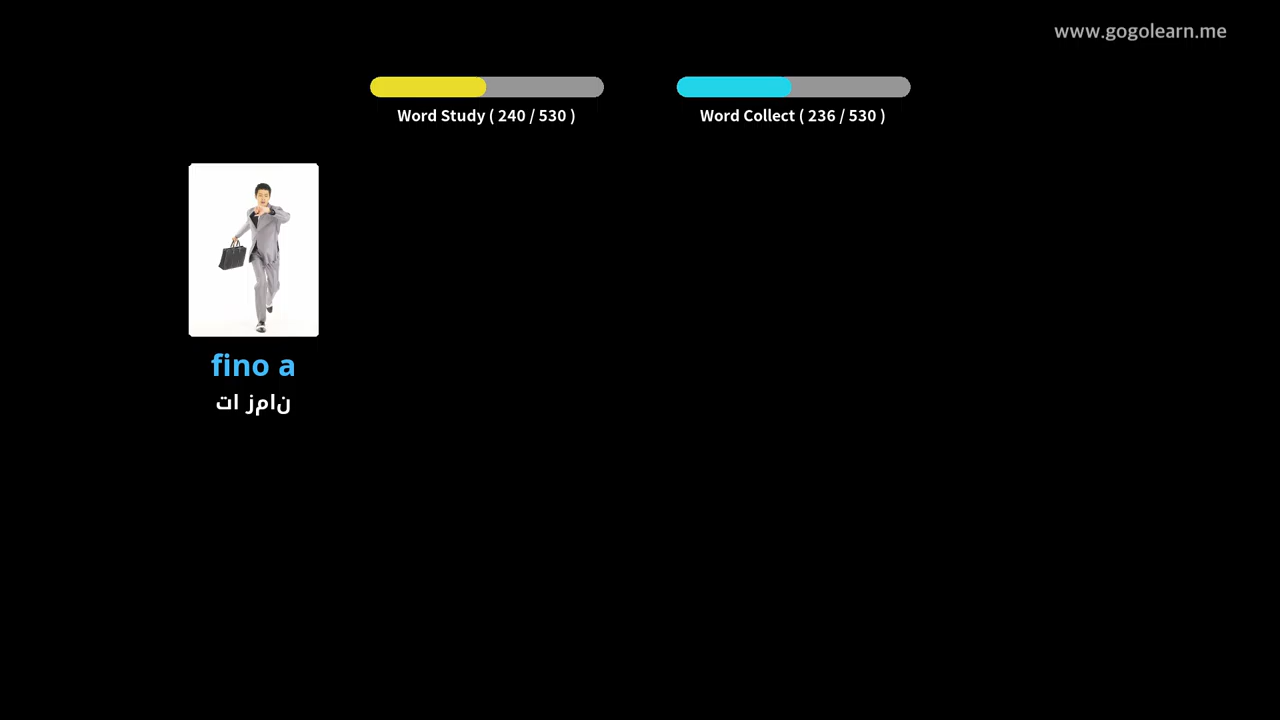 www.gogolearn.me
Word Study ( 240 / 530 )
Word Collect ( 236 / 530 )
fino a
تا زمان